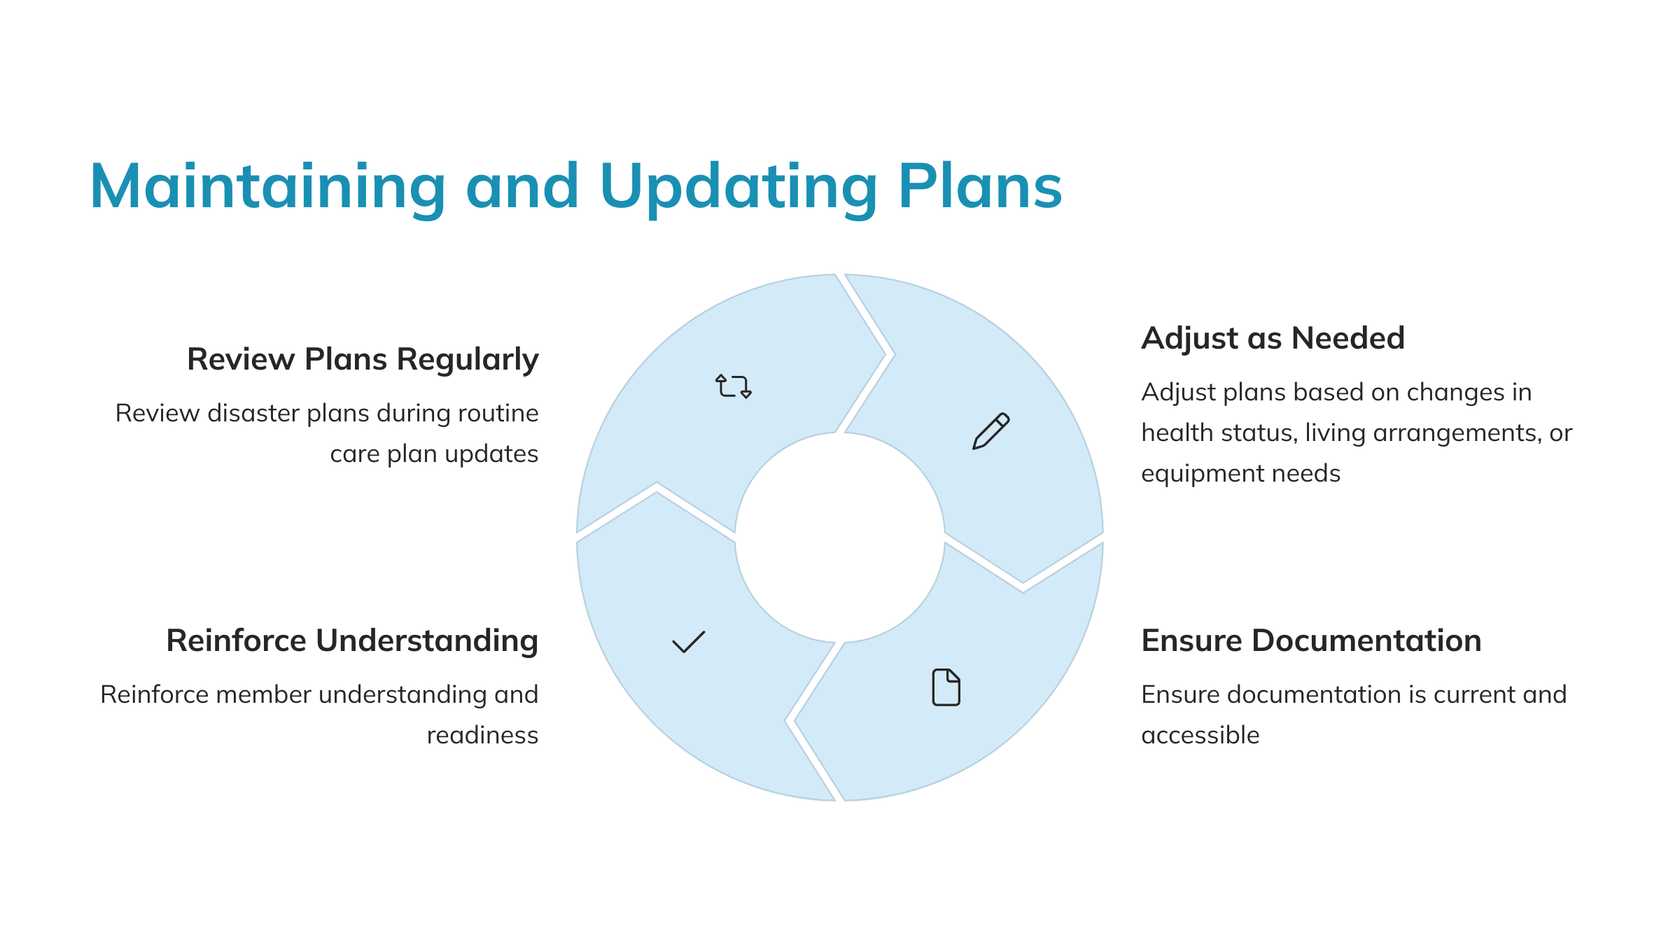 Maintaining and Updating Plans
Review Plans Regularly
Review disaster plans during routine
care plan updates
Adjust as Needed
Adjust plans based on changes in
health status, living arrangements, or
equipment needs
Reinforce Understanding
Reinforce member understanding and
readiness
Ensure Documentation
Ensure documentation is current and
accessible